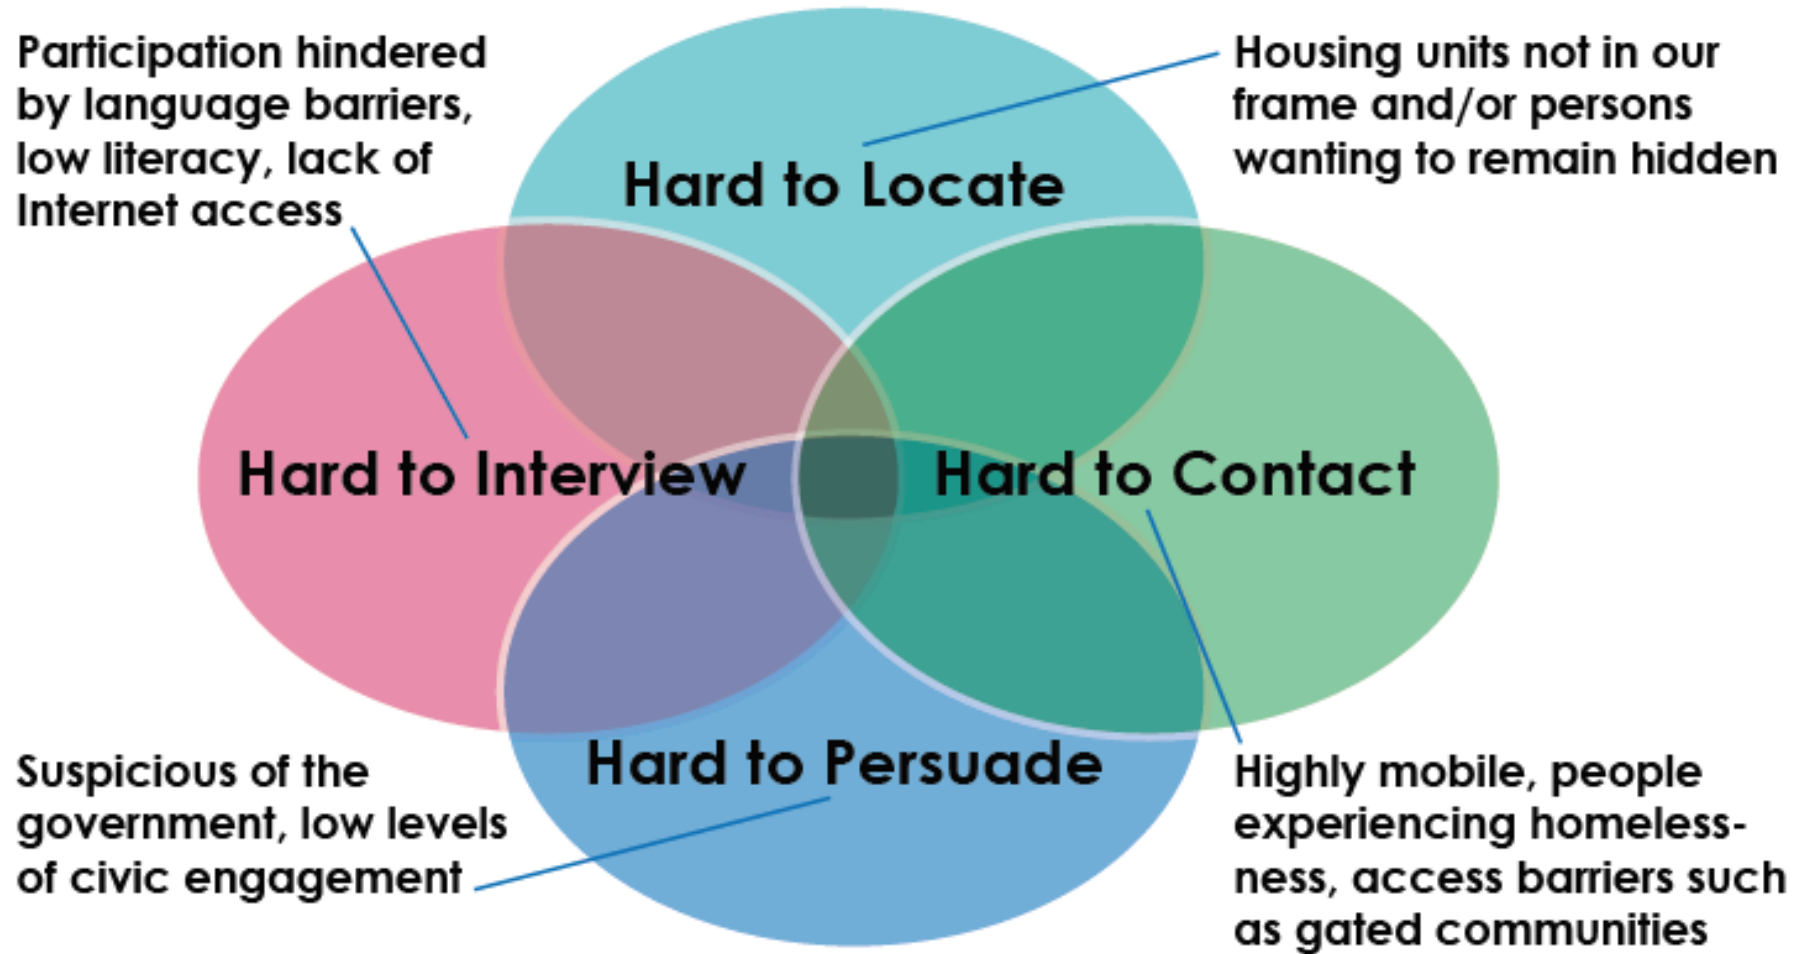 Participation hindered
by language barriers,
low literacy, lack of
Internet access
Housing units not in our
frame and/or persons
wanting to remain hidden
Hard to Locate
Hard to Interview
Hard to Contact
Hard to Persuade
Suspicious of the
government, low levels
of civic engagement
Highly mobile, people
experiencing homeless-
ness, access barriers such
as gated communities